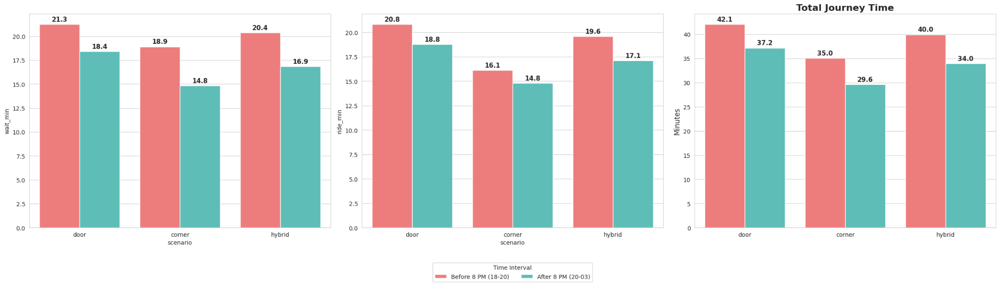 Total Journey Time
21.3
18.4
18.9
14.8
20.4
16.9
20.0
17.5
15.0
12.5
10.0
7.5
5.0
2.5
0.0
wait_min
door
corner
hybrid
scenario
20.8
18.8
16.1
14.8
19.6
17.1
20.0
17.5
15.0
12.5
10.0
7.5
5.0
2.5
0.0
ride_min
door
corner
hybrid
scenario
42.1
37.2
35.0
29.6
40.0
34.0
40
35
30
25
20
15
10
5
0
Minutes
door
corner
hybrid
Time Interval
Before 8 PM (18-20)
After 8 PM (20-03)